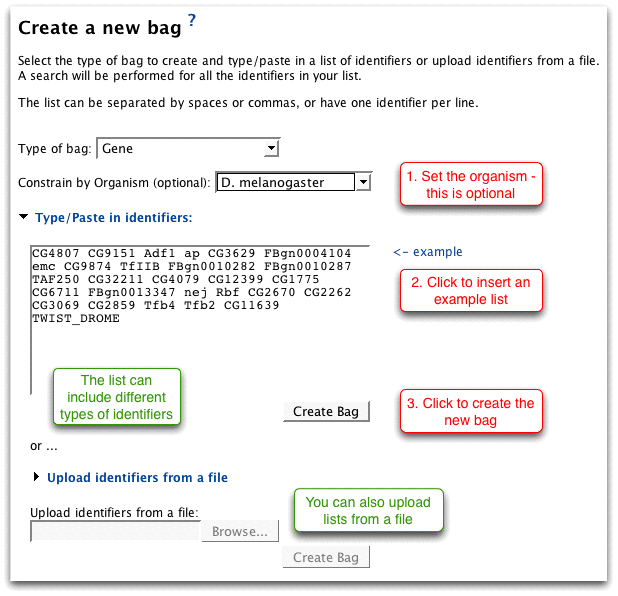 Create a new bag ?
Select the type of bag to create and type/paste in a list of identifiers or upload identifiers from a file.
A search will be performed for all the identifiers in your list.
The list can be separated by spaces or commas, or have one identifier per line.
Type of bag: Gene
Constrain by Organism (optional): D. melanogaster
1. Set the organism -
this is optional
Type/Paste in identifiers:
CG4807 CG9151 Adf1 ap CG3629 FBgn0004104
emc CG9874 TfIIB FBgn0010282 FBgn0010287
TAF250 CG32211 CG4079 CG12399 CG1775
CG6711 FBgn0013347 nej Rbf CG2670 CG2262
CG3069 CG2859 Tfb4 Tfb2 CG11639
TWIST_DROME
<- example
2. Click to insert an
example list
The list can
include different
types of identifiers
Create Bag
3. Click to create the
new bag
or ...
Upload identifiers from a file
Upload identifiers from a file:
Browse...
You can also upload
lists from a file
Create Bag